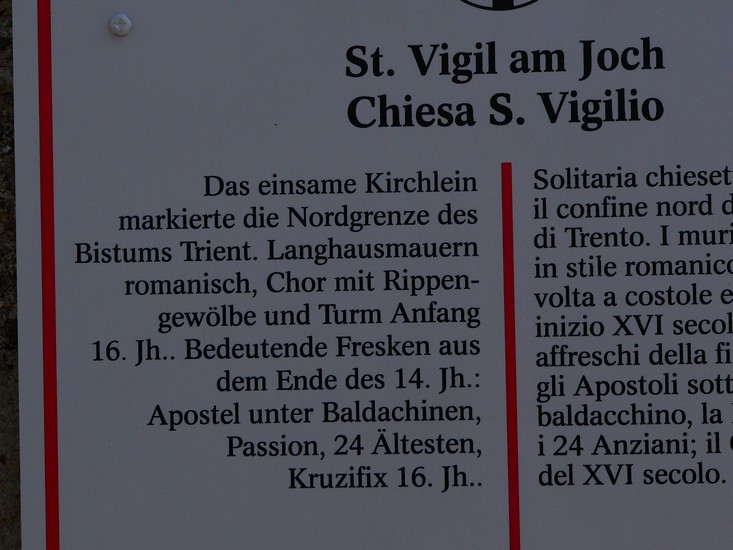 St. Vigil am Joch
Chiesa S. Vigilio
Das einsame Kirchlein
markierte die Nordgrenze des
Bistums Trient. Langhausmauern
romanisch, Chor mit Rippen-
gewölbe und Turm Anfang
16. Jh.. Bedeutende Fresken aus
dem Ende des 14. Jh.:
Apostel unter Baldachinen,
Passion, 24 Ältesten,
Kruzifix 16. Jh..
Solitaria
il confine nord
di Trento. I muri
in stile
volta a costole e
inizio XVI
affreschi della
gli Apostoli
baldacchino, la
i 24 Anziani; il
del XVI secolo.